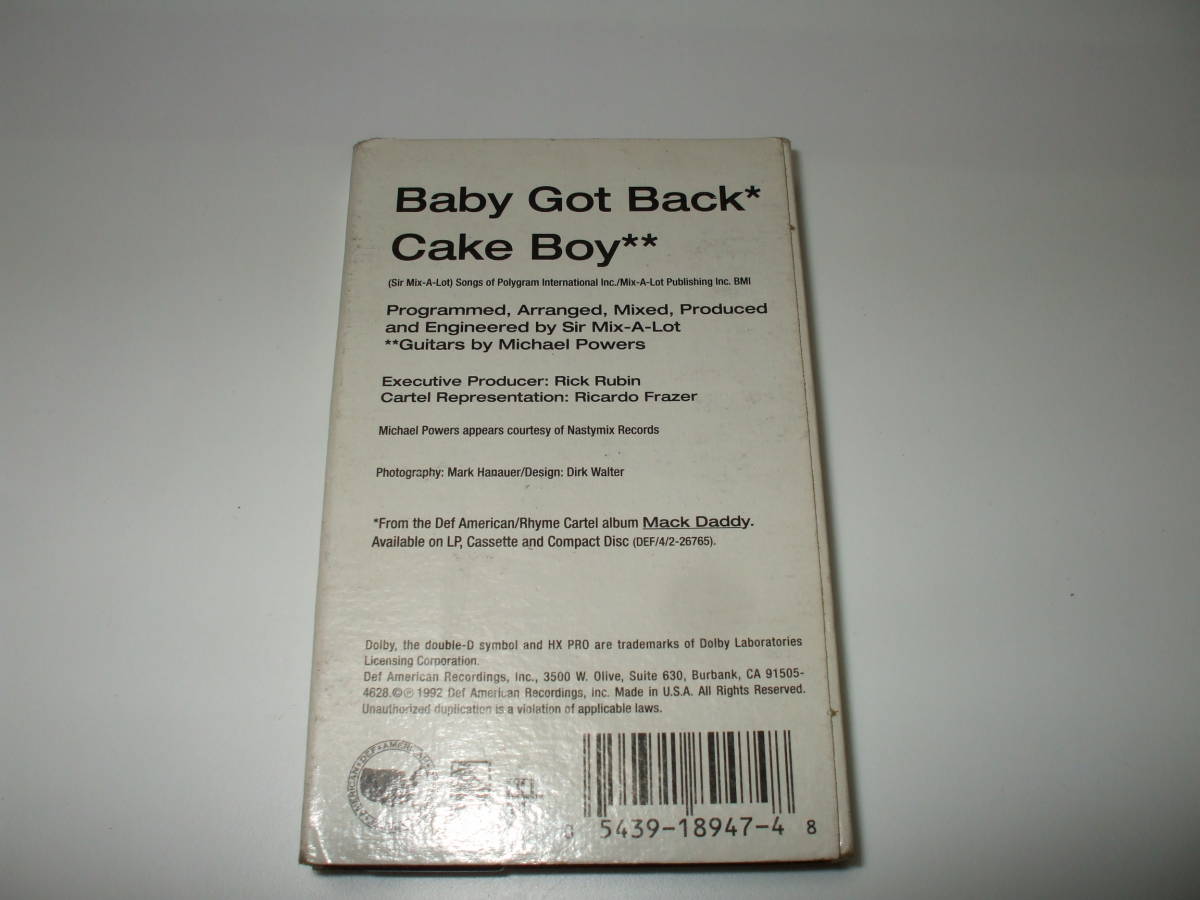 Baby Got Back*
Cake Boy**
(Sir Mix-A-Lot) Songs of Polygram International Inc./Mix-A-Lot Publishing Inc. BMI
Programmed, Arranged, Mixed, Produced
and Engineered by Sir Mix-A-Lot
**Guitars by Michael Powers
Executive Producer: Rick Rubin
Cartel Representation: Ricardo Frazer
Michael Powers appears courtesy of Nastymix Records
Photography: Mark Hanauer/Design: Dirk Walter
*From the Def American/Rhyme Cartel album Mack Daddy.
Available on LP, Cassette and Compact Disc (DEF/4/2-26765).
Dolby, the double-D symbol and HX PRO are trademarks of Dolby Laboratories
Licensing Corporation.
Def American Recordings, Inc., 3500 W. Olive, Suite 630, Burbank, CA 91505-
4628.©℗ 1992 Def American Recordings, Inc. Made in U.S.A. All Rights Reserved.
Unauthorized duplication is a violation of applicable laws.
0 5439-18947-4 8